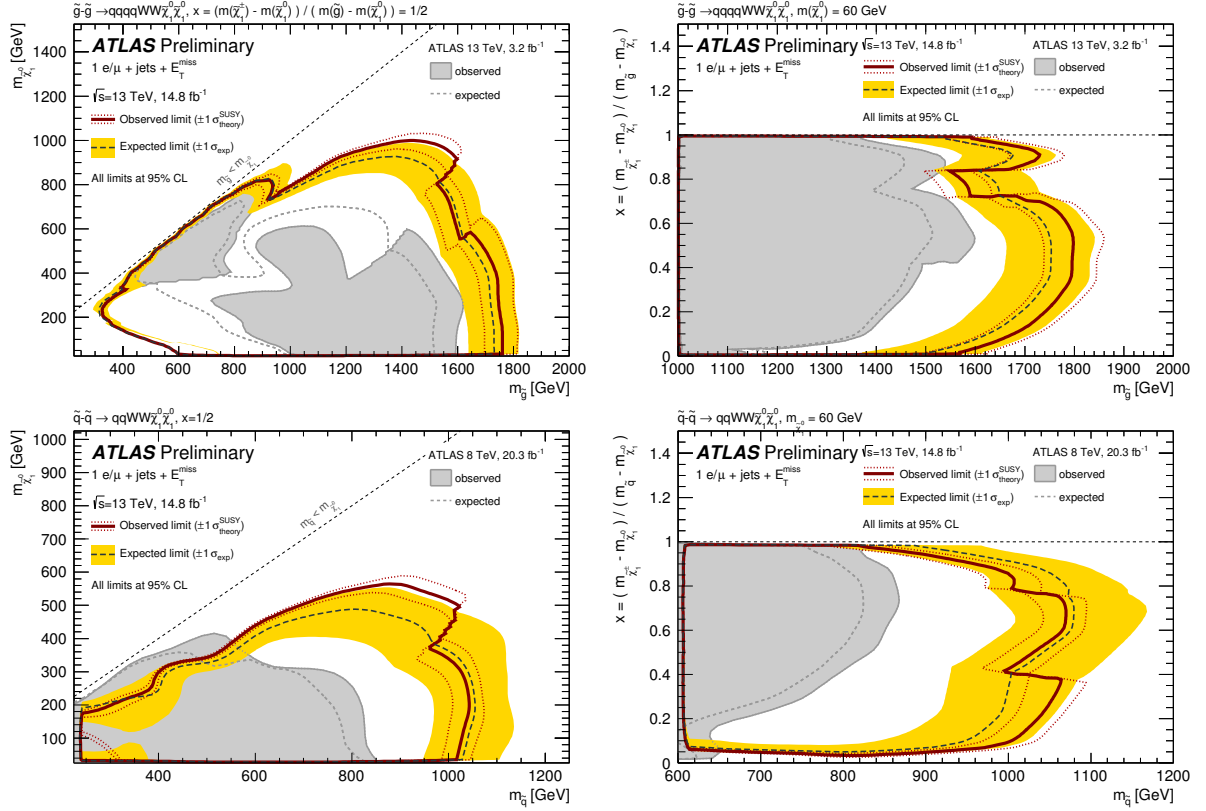 g̃-g̃ → qqqqWWχ̃₁⁰χ̃₁⁰, x = (m(χ̃₁±) - m(χ̃₁⁰)) / ( m(g̃) - m(χ̃₁⁰) ) = 1/2
ATLAS Preliminary
1 e/μ + jets + E_T^miss
√s=13 TeV, 14.8 fb⁻¹
Observed limit (±1 σ_theory^SUSY)
Expected limit (±1 σ_exp)
All limits at 95% CL
ATLAS 13 TeV, 3.2 fb⁻¹
observed
expected
m_g̃ < m_χ̃₁⁰
m_χ̃₁⁰ [GeV]
1400
1200
1000
800
600
400
200
400 600 800 1000 1200 1400 1600 1800 2000
m_g̃ [GeV]
g̃-g̃ → qqqqWWχ̃₁⁰χ̃₁⁰, m(χ̃₁⁰) = 60 GeV
ATLAS Preliminary
1 e/μ + jets + E_T^miss
√s=13 TeV, 14.8 fb⁻¹
Observed limit (±1 σ_theory^SUSY)
Expected limit (±1 σ_exp)
All limits at 95% CL
ATLAS 13 TeV, 3.2 fb⁻¹
observed
expected
x = ( m_χ̃₁± - m_χ̃₁⁰ ) / ( m_g̃ - m_χ̃₁⁰ )
1.4
1.2
1
0.8
0.6
0.4
0.2
0
1000 1100 1200 1300 1400 1500 1600 1700 1800 1900 2000
m_g̃ [GeV]
q̃-q̃ → qqWWχ̃₁⁰χ̃₁⁰, x=1/2
ATLAS Preliminary
1 e/μ + jets + E_T^miss
√s=13 TeV, 14.8 fb⁻¹
Observed limit (±1 σ_theory^SUSY)
Expected limit (±1 σ_exp)
All limits at 95% CL
ATLAS 8 TeV, 20.3 fb⁻¹
observed
expected
m_q̃ < m_χ̃₁⁰
m_χ̃₁⁰ [GeV]
1000
900
800
700
600
500
400
300
200
100
400 600 800 1000 1200
m_q̃ [GeV]
q̃-q̃ → qqWWχ̃₁⁰χ̃₁⁰, m_χ̃₁⁰ = 60 GeV
ATLAS Preliminary
1 e/μ + jets + E_T^miss
√s=13 TeV, 14.8 fb⁻¹
Observed limit (±1 σ_theory^SUSY)
Expected limit (±1 σ_exp)
All limits at 95% CL
ATLAS 8 TeV, 20.3 fb⁻¹
observed
expected
x = ( m_χ̃₁± - m_χ̃₁⁰ ) / ( m_q̃ - m_χ̃₁⁰ )
1.4
1.2
1
0.8
0.6
0.4
0.2
0
600 700 800 900 1000 1100 1200
m_q̃ [GeV]